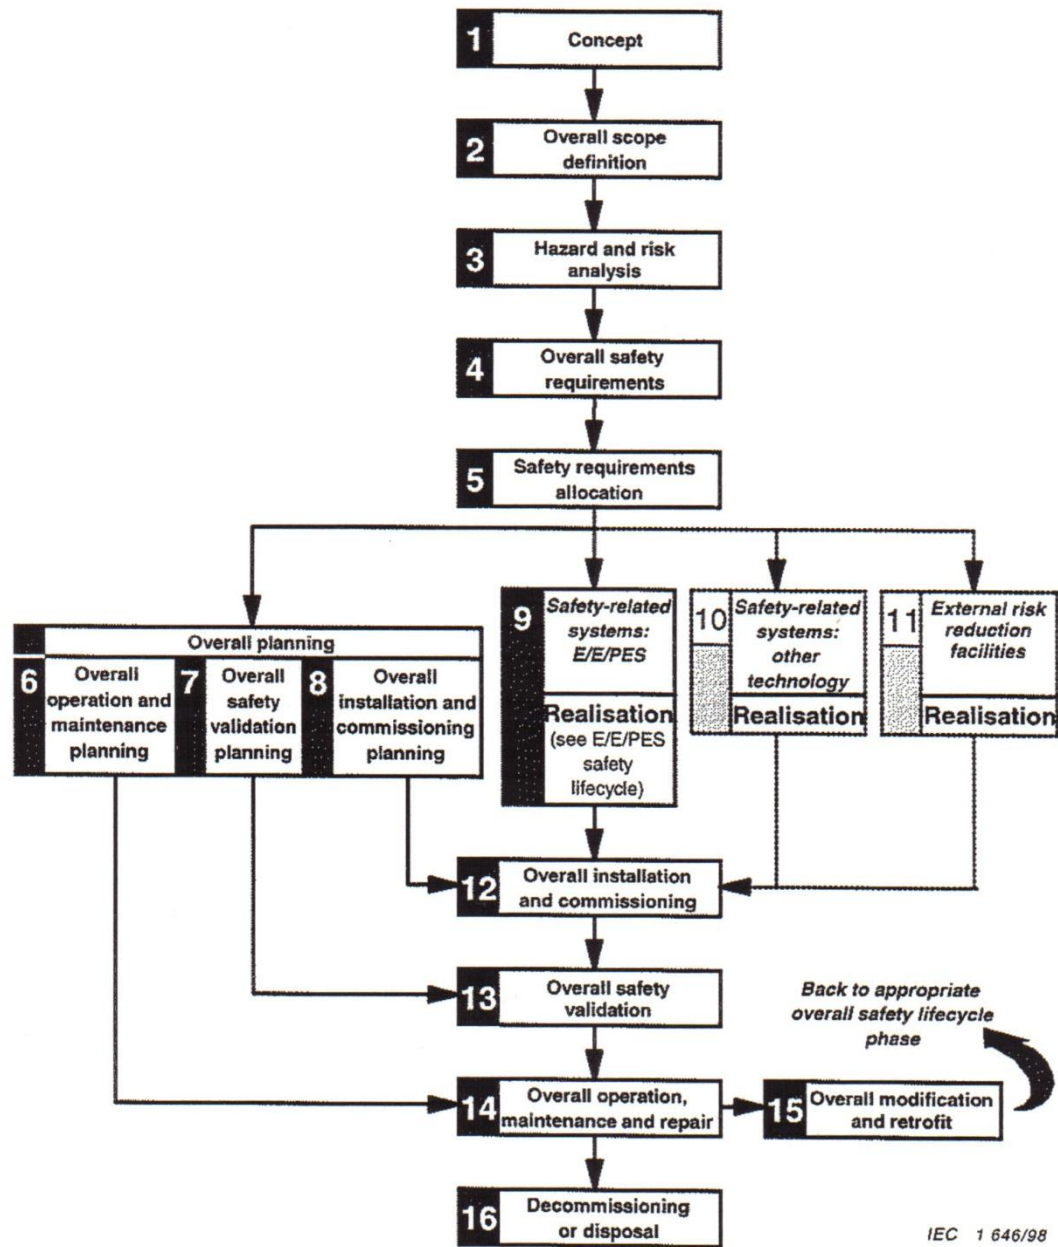 1
Concept
2
Overall scope
definition
3
Hazard and risk
analysis
4
Overall safety
requirements
5
Safety requirements
allocation
Overall planning
6
Overall
operation and
maintenance
planning
7
Overall
safety
validation
planning
8
Overall
installation and
commissioning
planning
9
Safety-related
systems:
E/E/PES
Realisation
(see E/E/PES
safety
lifecycle)
10
Safety-related
systems:
other
technology
Realisation
11
External risk
reduction
facilities
Realisation
12
Overall installation
and commissioning
13
Overall safety
validation
Back to appropriate
overall safety lifecycle
phase
14
Overall operation,
maintenance and repair
15
Overall modification
and retrofit
16
Decommissioning
or disposal
IEC 1 646/98